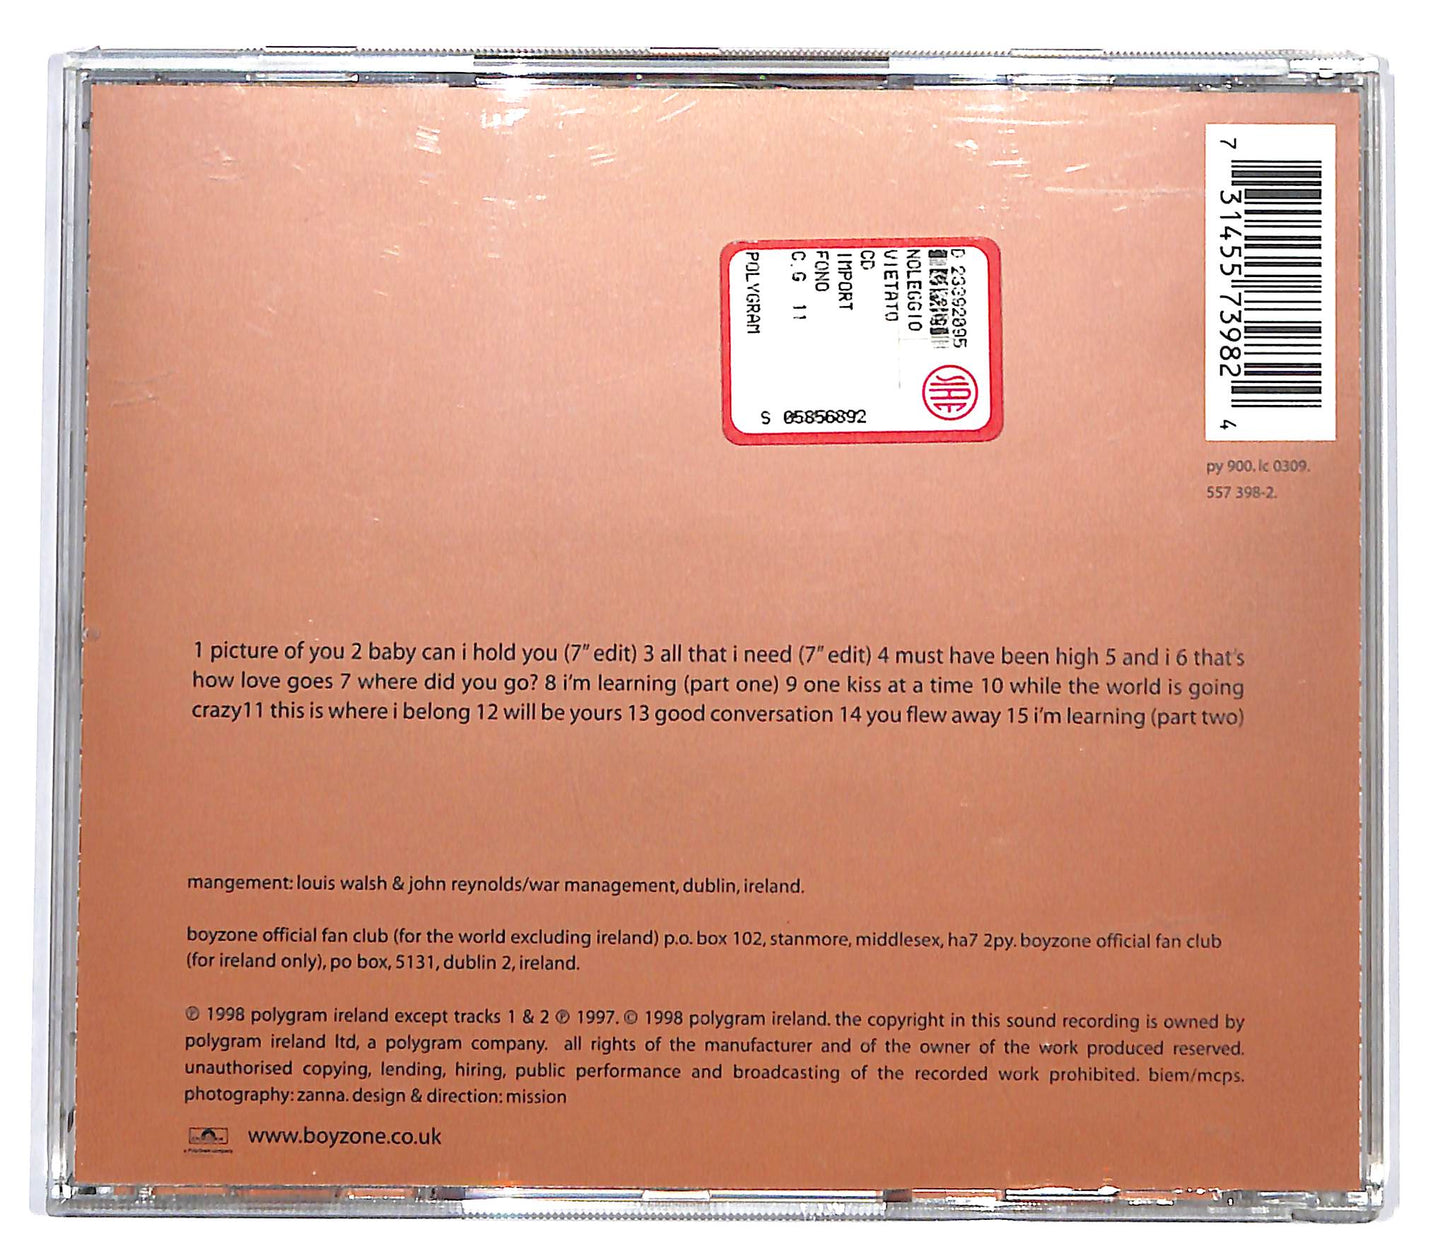 7 31455 73982 4
py 900. lc 0309.
557 398-2.
NOLEGGIO
VIETATO
CD
IMPORT
FONO
C.G 11
POLYGRAM
SIAE
S 05856892
1 picture of you 2 baby can i hold you (7" edit) 3 all that i need (7" edit) 4 must have been high 5 and i 6 that's
how love goes 7 where did you go? 8 i'm learning (part one) 9 one kiss at a time 10 while the world is going
crazy11 this is where i belong 12 will be yours 13 good conversation 14 you flew away 15 i'm learning (part two)
mangement: louis walsh & john reynolds/war management, dublin, ireland.
boyzone official fan club (for the world excluding ireland) p.o. box 102, stanmore, middlesex, ha7 2py. boyzone official fan club
(for ireland only), po box, 5131, dublin 2, ireland.
℗ 1998 polygram ireland except tracks 1 & 2 ℗ 1997. © 1998 polygram ireland. the copyright in this sound recording is owned by
polygram ireland ltd, a polygram company. all rights of the manufacturer and of the owner of the work produced reserved.
unauthorised copying, lending, hiring, public performance and broadcasting of the recorded work prohibited. biem/mcps.
photography: zanna. design & direction: mission
www.boyzone.co.uk